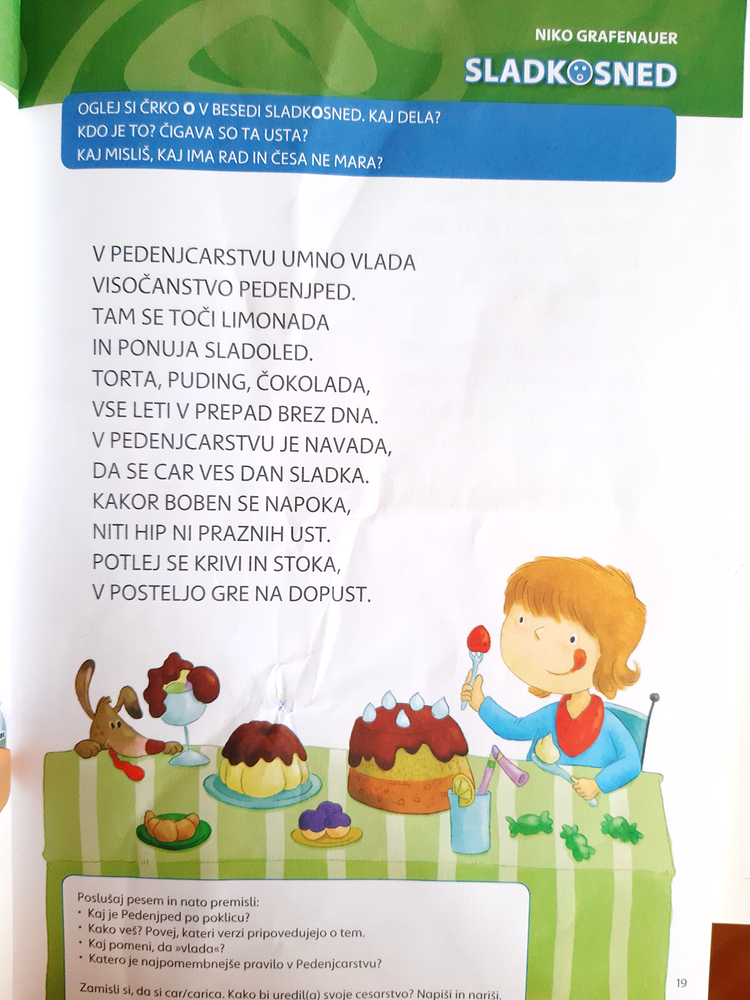 NIKO GRAFENAUER
SLADKOSNED
OGLEJ SI ČRKO O V BESEDI SLADKOSNED. KAJ DELA?
KDO JE TO? ČIGAVA SO TA USTA?
KAJ MISLIŠ, KAJ IMA RAD IN ČESA NE MARA?
V PEDENJCARSTVU UMNO VLADA
VISOČANSTVO PEDENJPED.
TAM SE TOČI LIMONADA
IN PONUJA SLADOLED.
TORTA, PUDING, ČOKOLADA,
VSE LETI V PREPAD BREZ DNA.
V PEDENJCARSTVU JE NAVADA,
DA SE CAR VES DAN SLADKA.
KAKOR BOBEN SE NAPOKA,
NITI HIP NI PRAZNIH UST.
POTLEJ SE KRIVI IN STOKA,
V POSTELJO GRE NA DOPUST.
Poslušaj pesem in nato premisli:
• Kaj je Pedenjped po poklicu?
• Kako veš? Povej, kateri verzi pripovedujejo o tem.
• Kaj pomeni, da »vlada«?
• Katero je najpomembnejše pravilo v Pedenjcarstvu?
Zamisli si, da si car/carica. Kako bi uredil(a) svoje cesarstvo? Napiši in nariši.
19